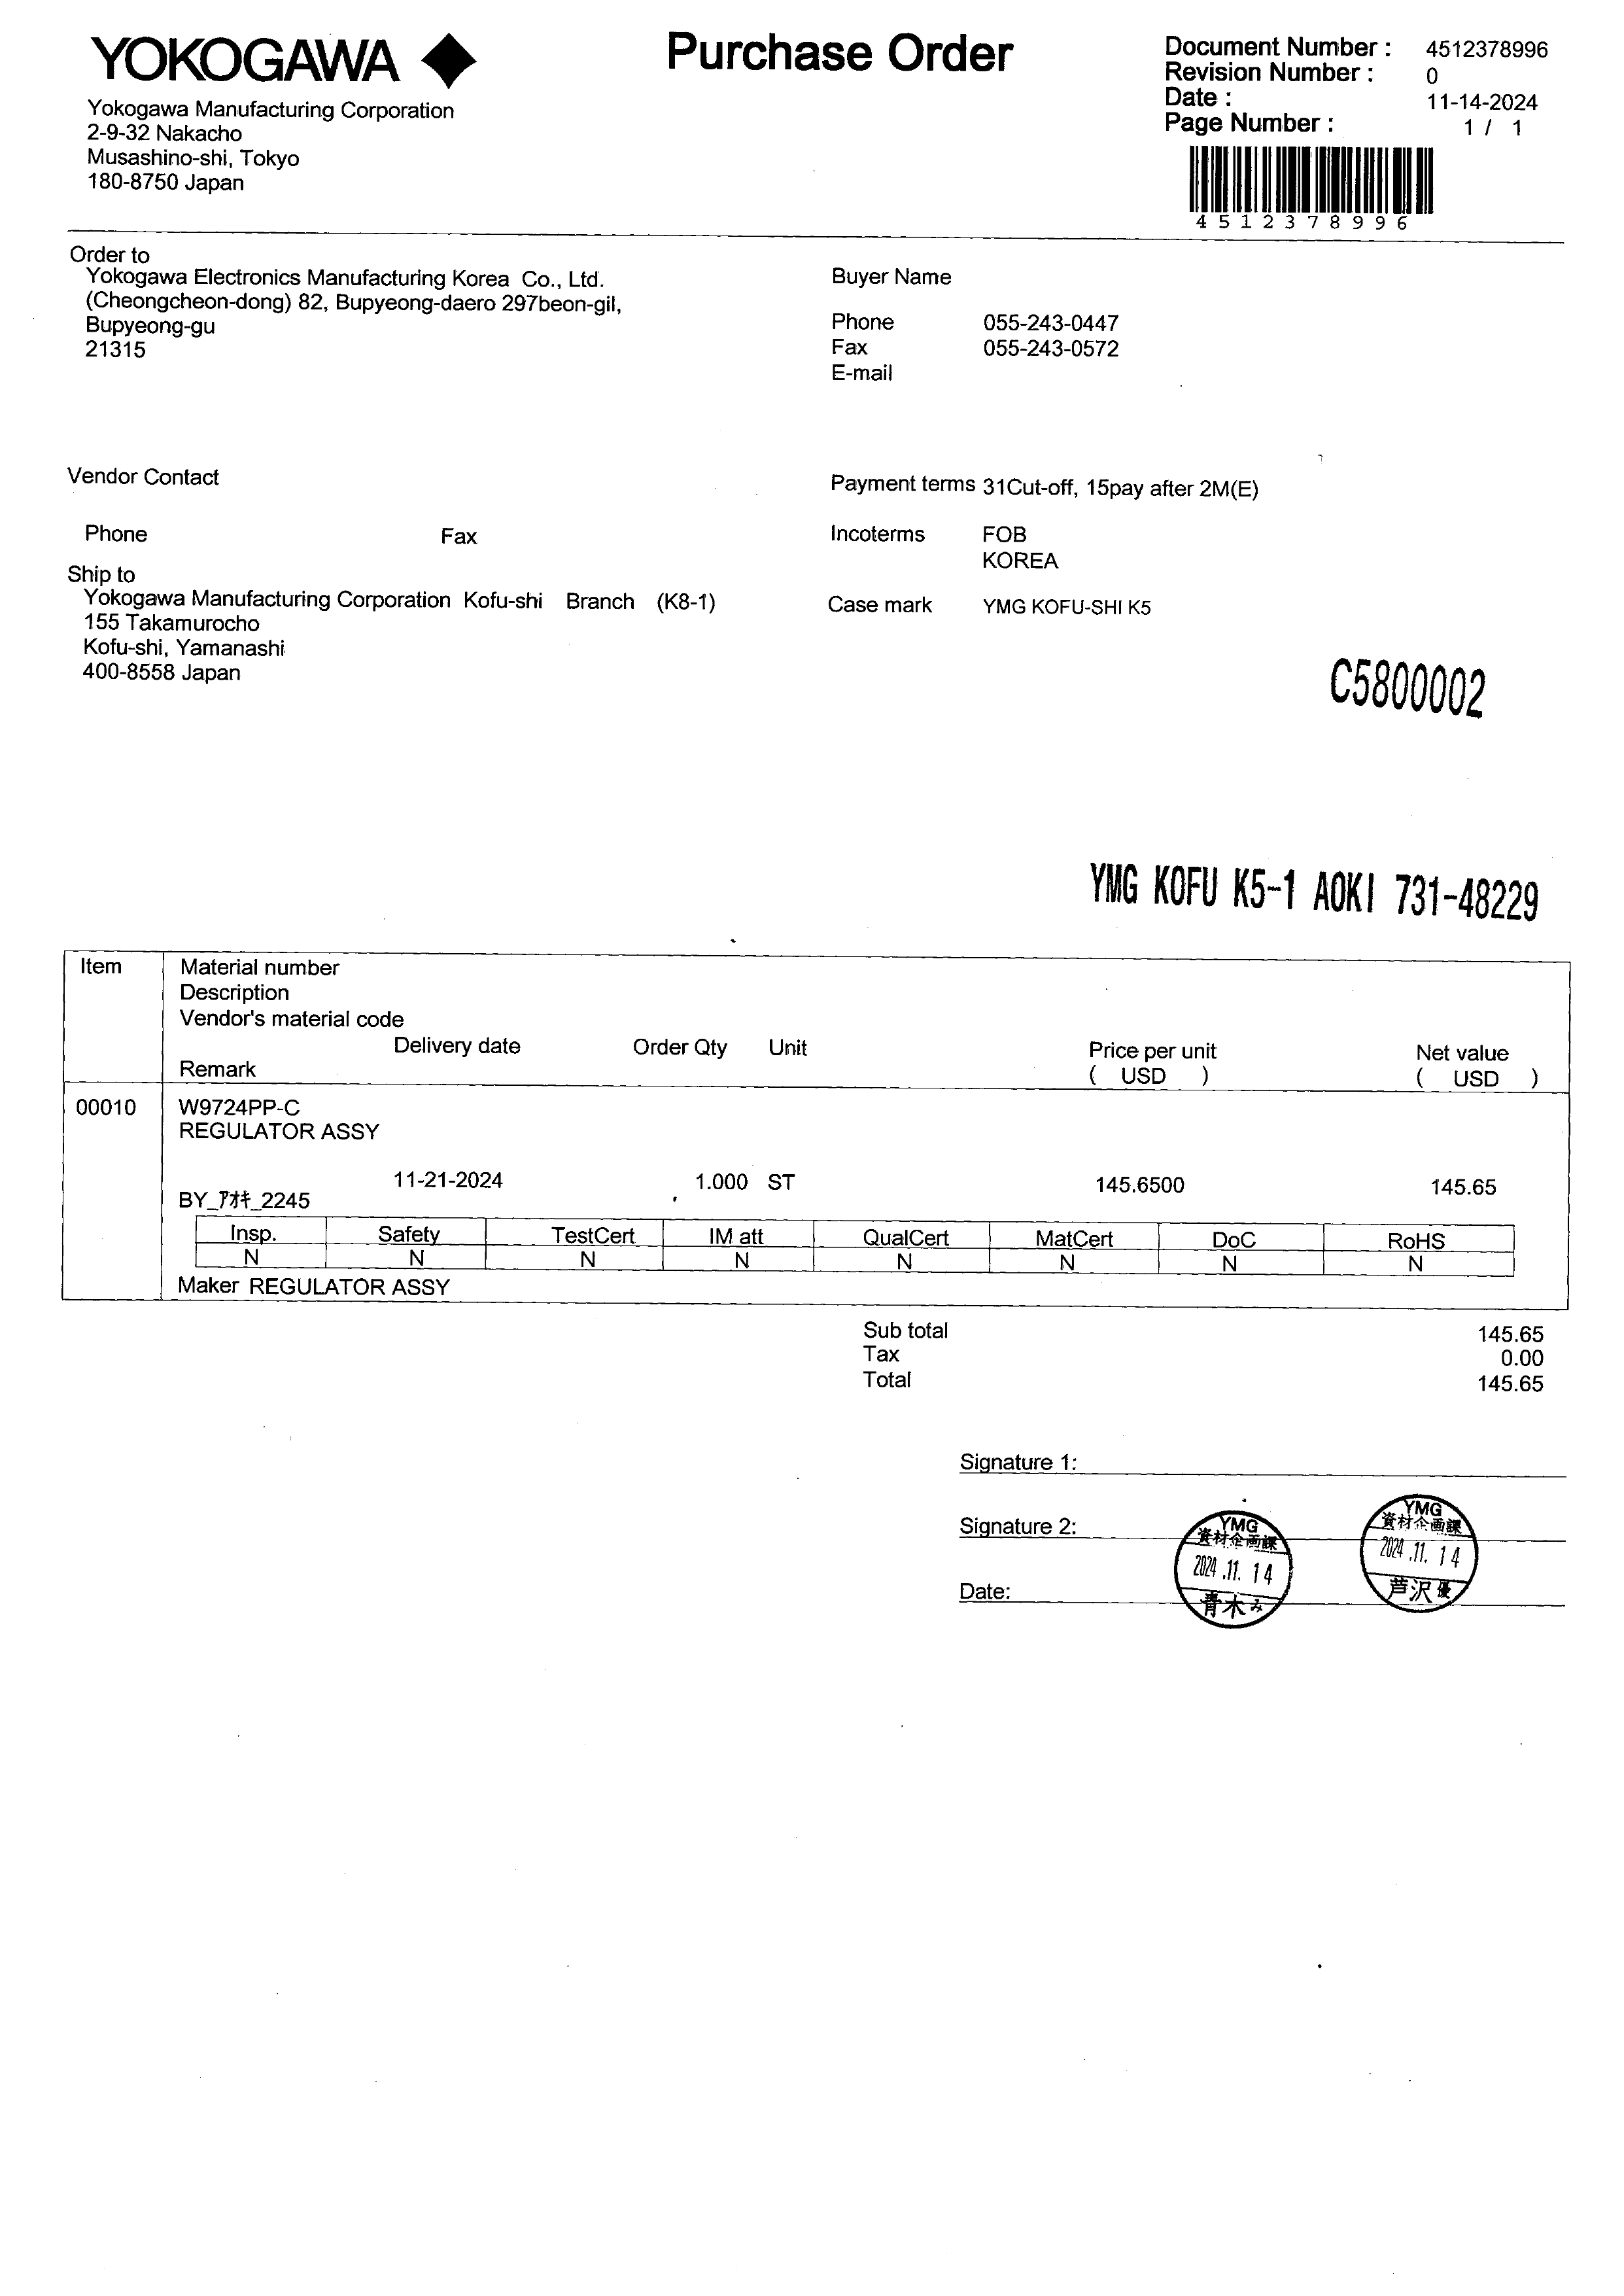 YOKOGAWA
Yokogawa Manufacturing Corporation
2-9-32 Nakacho
Musashino-shi, Tokyo
180-8750 Japan
Purchase Order
Document Number : 4512378996
Revision Number : 0
Date : 11-14-2024
Page Number : 1 / 1
4512378996
Order to
Yokogawa Electronics Manufacturing Korea Co., Ltd.
(Cheongcheon-dong) 82, Bupyeong-daero 297beon-gil,
Bupyeong-gu
21315
Buyer Name
Phone 055-243-0447
Fax 055-243-0572
E-mail
Vendor Contact
Phone Fax
Payment terms 31Cut-off, 15pay after 2M(E)
Incoterms FOB
KOREA
Ship to
Yokogawa Manufacturing Corporation Kofu-shi Branch (K8-1)
155 Takamurocho
Kofu-shi, Yamanashi
400-8558 Japan
Case mark YMG KOFU-SHI K5
C5800002
YMG KOFU K5-1 AOKI 731-48229
Item Material number
Description
Vendor's material code
Delivery date Order Qty Unit Price per unit Net value
Remark ( USD ) ( USD )
00010 W9724PP-C
REGULATOR ASSY
11-21-2024 1.000 ST 145.6500 145.65
BY_ｱｵｷ_2245
Insp. Safety TestCert IM att QualCert MatCert DoC RoHS
N N N N N N N N
Maker REGULATOR ASSY
Sub total 145.65
Tax 0.00
Total 145.65
Signature 1:
Signature 2:
Date:
YMG
資材企画課
2024.11.14
青木み
YMG
資材企画課
2024.11.14
芦沢優